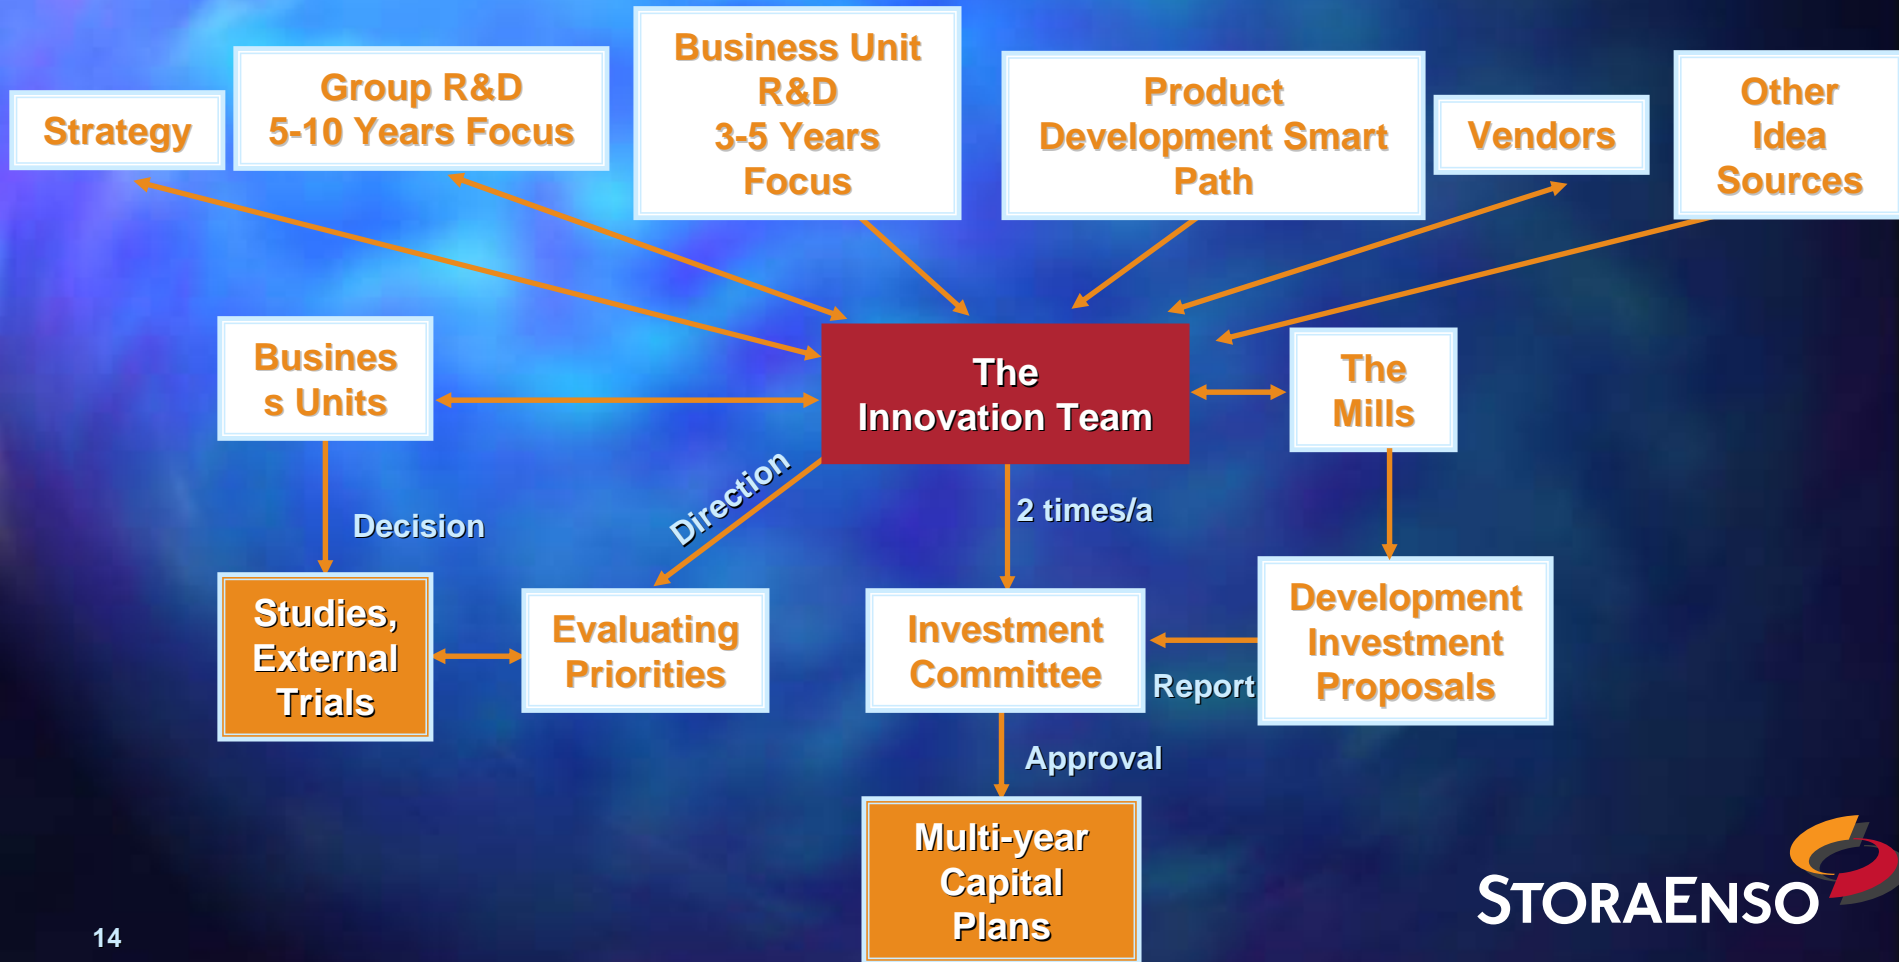 Strategy
Group R&D
5-10 Years Focus
Business Unit
R&D
3-5 Years
Focus
Product
Development Smart
Path
Vendors
Other
Idea
Sources
Busines
s Units
The
Innovation Team
The
Mills
Decision
Direction
2 times/a
Studies,
External
Trials
Evaluating
Priorities
Investment
Committee
Report
Development
Investment
Proposals
Approval
Multi-year
Capital
Plans
STORAENSO
14